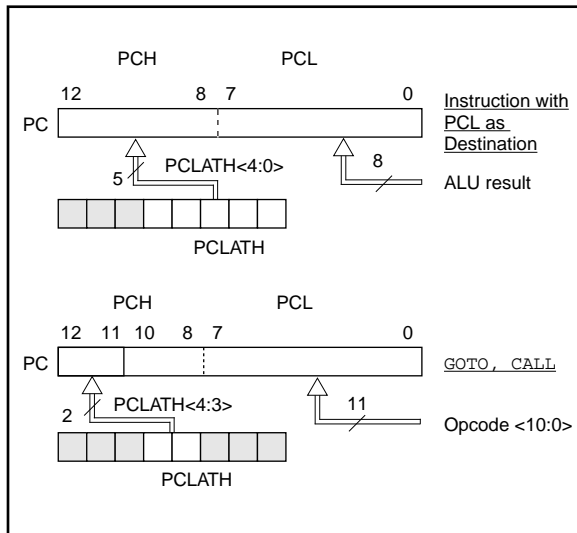 PCH PCL
12 8 7 0
PC
Instruction with
PCL as
Destination
5
PCLATH<4:0>
8
ALU result
PCLATH
PCH PCL
12 11 10 8 7 0
PC
GOTO, CALL
2
PCLATH<4:3>
11
Opcode <10:0>
PCLATH